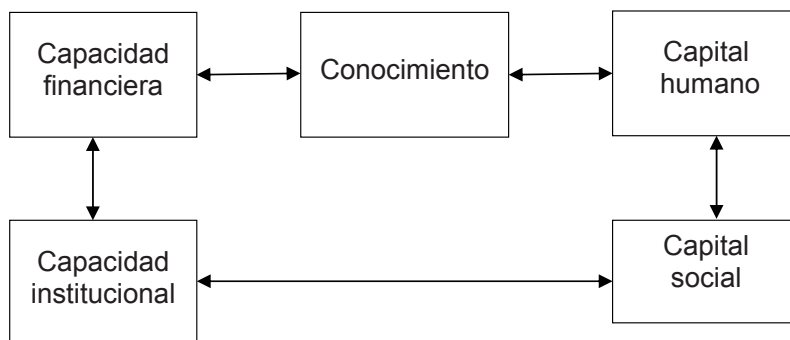 Capacidad
financiera
Conocimiento
Capital
humano
Capacidad
institucional
Capital
social